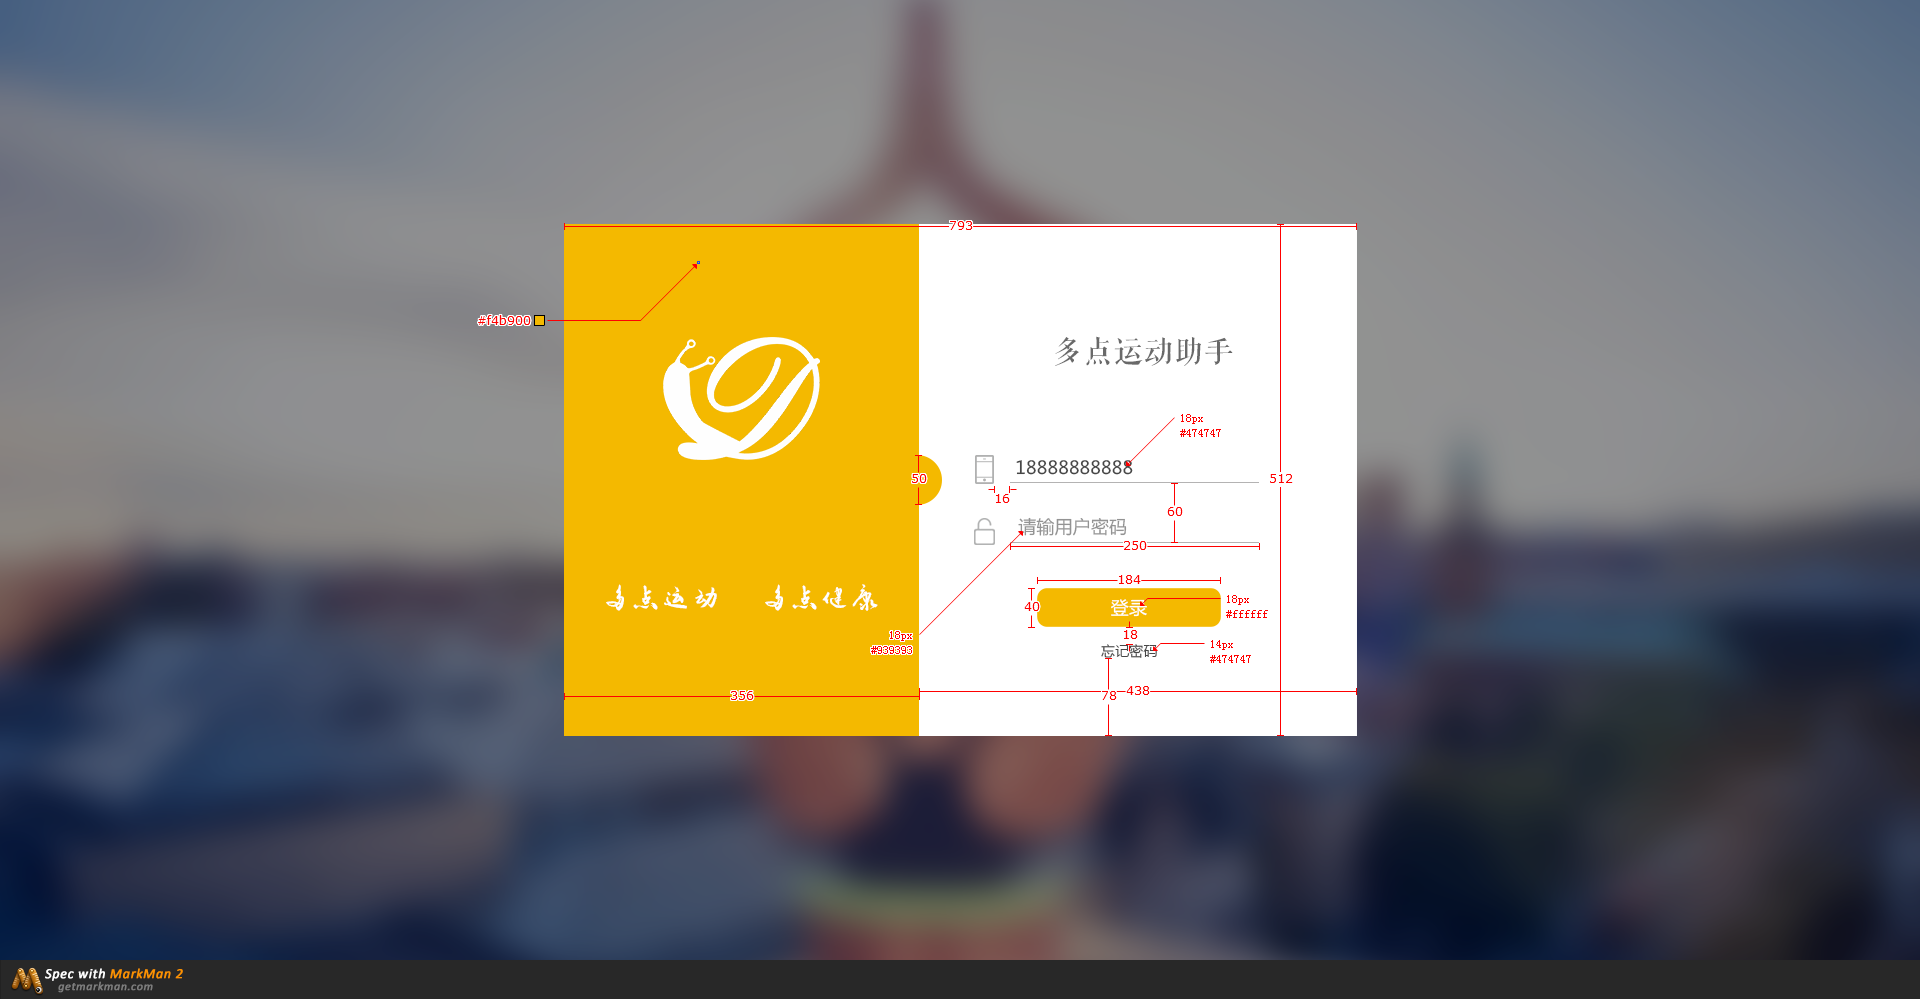 793
#f4b900
多点运动助手
18px
#474747
18888888888
50
512
16
60
请输用户密码
250
184
40
登录
18px
#ffffff
多点运动 多点健康
18
18px
#939393
忘记密码
14px
#474747
356
78
438
Spec with MarkMan 2
getmarkman.com